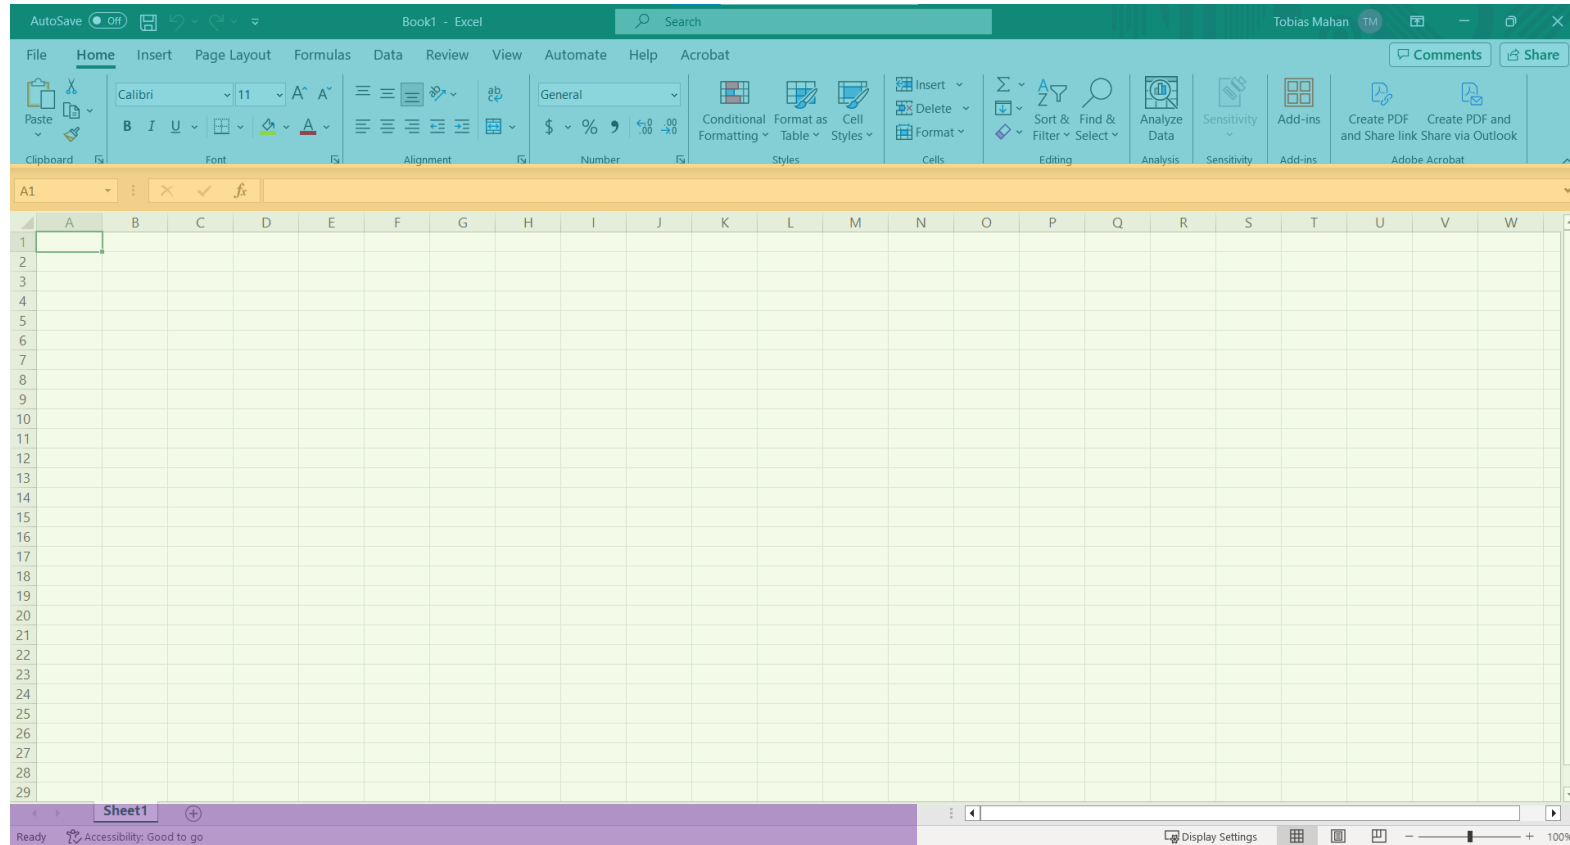 AutoSave Off Book1 - Excel Search Tobias Mahan TM
File Home Insert Page Layout Formulas Data Review View Automate Help Acrobat Comments Share
Paste
Calibri 11 A^ A˅
B I U A
ab
General
$ % 9 .00 .00
Conditional Formatting
Format as Table
Cell Styles
Insert
Delete
Format
Σ
Sort & Filter
Find & Select
Analyze Data
Sensitivity
Add-ins
Create PDF and Share link
Create PDF and Share via Outlook
Clipboard Font Alignment Number Styles Cells Editing Analysis Sensitivity Add-ins Adobe Acrobat
A1 fx
A B C D E F G H I J K L M N O P Q R S T U V W
1
2
3
4
5
6
7
8
9
10
11
12
13
14
15
16
17
18
19
20
21
22
23
24
25
26
27
28
29
Sheet1
Ready Accessibility: Good to go Display Settings 100%